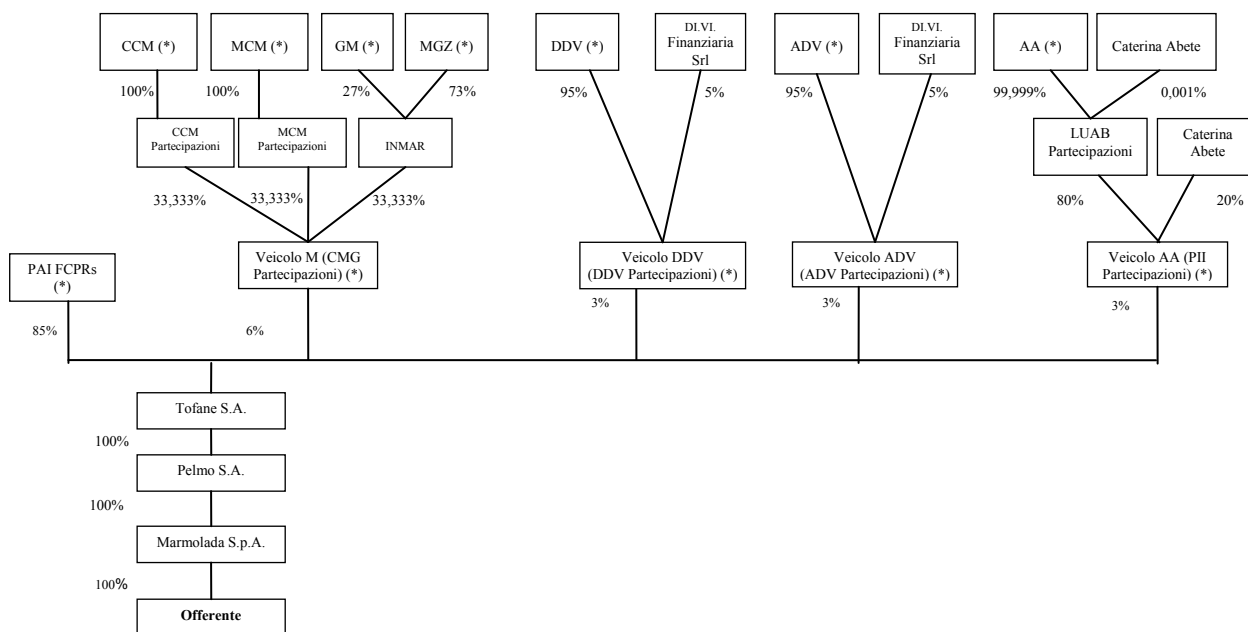 CCM (*)
MCM (*)
GM (*)
MGZ (*)
DDV (*)
DI.VI.
Finanziaria
Srl
ADV (*)
DI.VI.
Finanziaria
Srl
AA (*)
Caterina Abete
100%
100%
27%
73%
95%
5%
95%
5%
99,999%
0,001%
CCM
Partecipazioni
MCM
Partecipazioni
INMAR
LUAB
Partecipazioni
Caterina
Abete
33,333%
33,333%
33,333%
80%
20%
PAI FCPRs
(*)
Veicolo M (CMG
Partecipazioni) (*)
Veicolo DDV
(DDV Partecipazioni) (*)
Veicolo ADV
(ADV Partecipazioni) (*)
Veicolo AA (PII
Partecipazioni) (*)
85%
6%
3%
3%
3%
Tofane S.A.
100%
Pelmo S.A.
100%
Marmolada S.p.A.
100%
Offerente